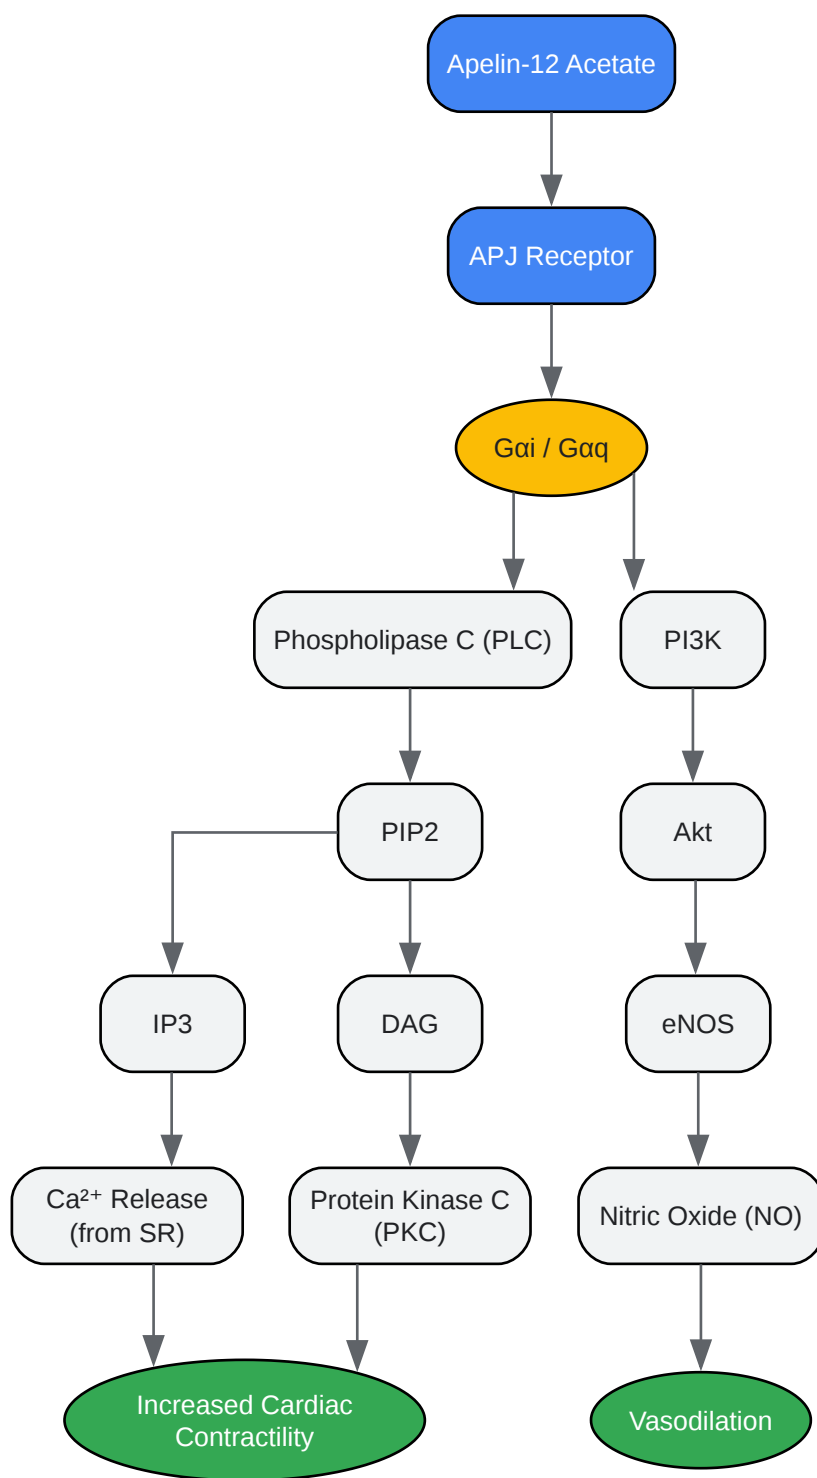 Apelin-12 Acetate
APJ Receptor
Gαi / Gαq
Phospholipase C (PLC)
PI3K
PIP2
Akt
IP3
DAG
eNOS
Ca²⁺ Release
(from SR)
Protein Kinase C
(PKC)
Nitric Oxide (NO)
Increased Cardiac
Contractility
Vasodilation